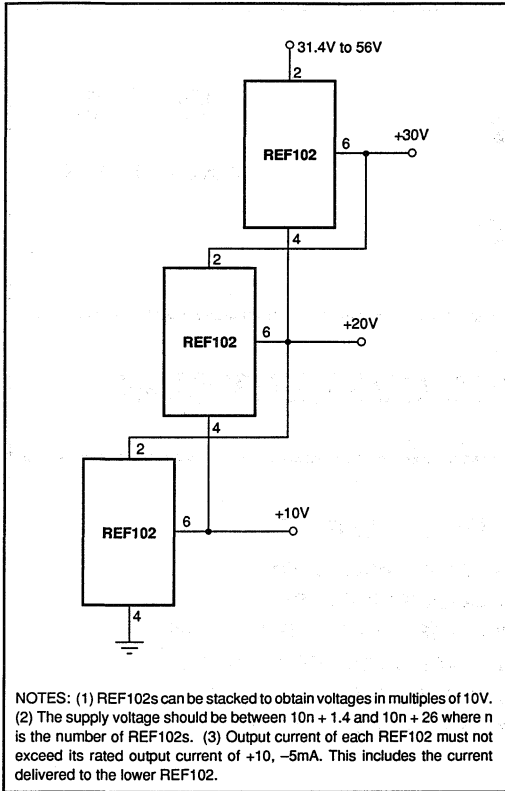 31.4V to 56V
2
REF102
6
+30V
4
2
REF102
6
+20V
4
2
REF102
6
+10V
4
NOTES: (1) REF102s can be stacked to obtain voltages in multiples of 10V.
(2) The supply voltage should be between 10n + 1.4 and 10n + 26 where n
is the number of REF102s. (3) Output current of each REF102 must not
exceed its rated output current of +10, –5mA. This includes the current
delivered to the lower REF102.